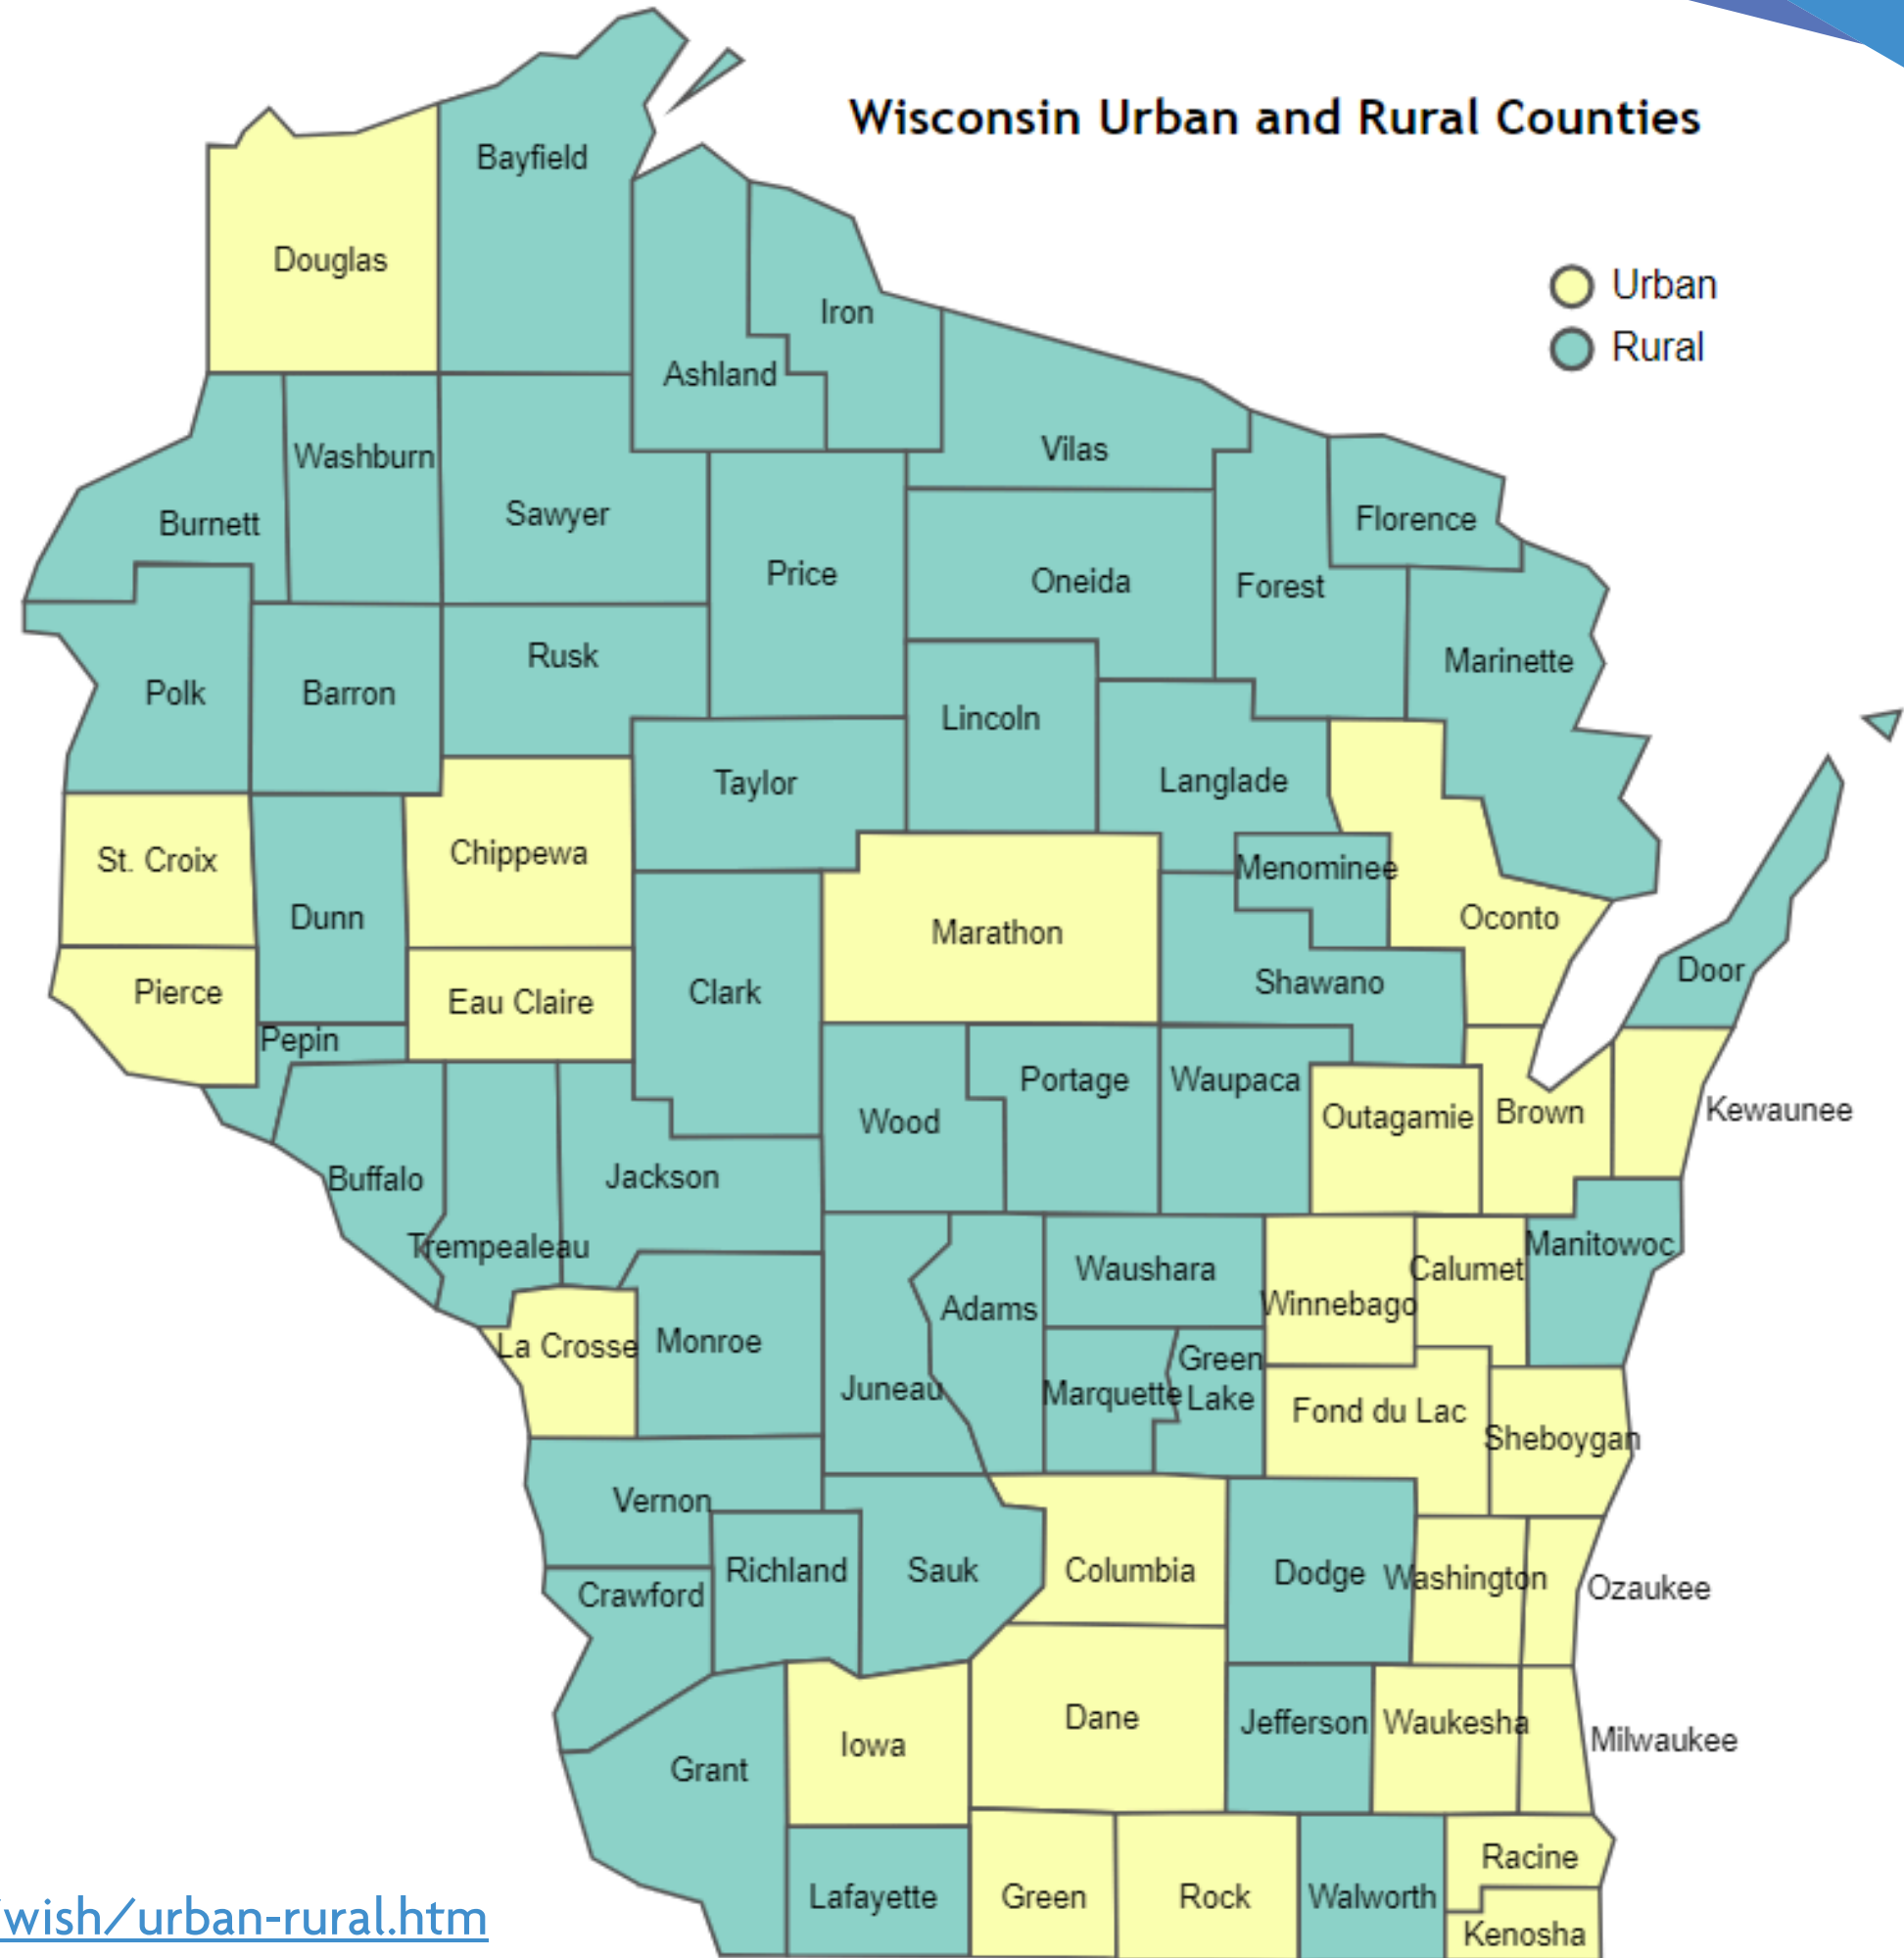 Wisconsin Urban and Rural Counties
Urban
Rural
Bayfield
Douglas
Iron
Ashland
Vilas
Washburn
Sawyer
Burnett
Florence
Price
Oneida
Forest
Rusk
Marinette
Polk
Barron
Lincoln
Taylor
Langlade
St. Croix
Chippewa
Menominee
Dunn
Marathon
Oconto
Door
Shawano
Pierce
Eau Claire
Clark
Pepin
Portage
Waupaca
Wood
Outagamie
Brown
Kewaunee
Buffalo
Jackson
Trempealeau
Waushara
Calumet
Manitowoc
Winnebago
Adams
La Crosse
Monroe
Juneau
Marquette
Green
Lake
Fond du Lac
Sheboygan
Vernon
Richland
Sauk
Columbia
Dodge
Washington
Ozaukee
Crawford
Dane
Jefferson
Waukesha
Milwaukee
Iowa
Grant
Racine
Lafayette
Green
Rock
Walworth
Kenosha
/wish/urban-rural.htm